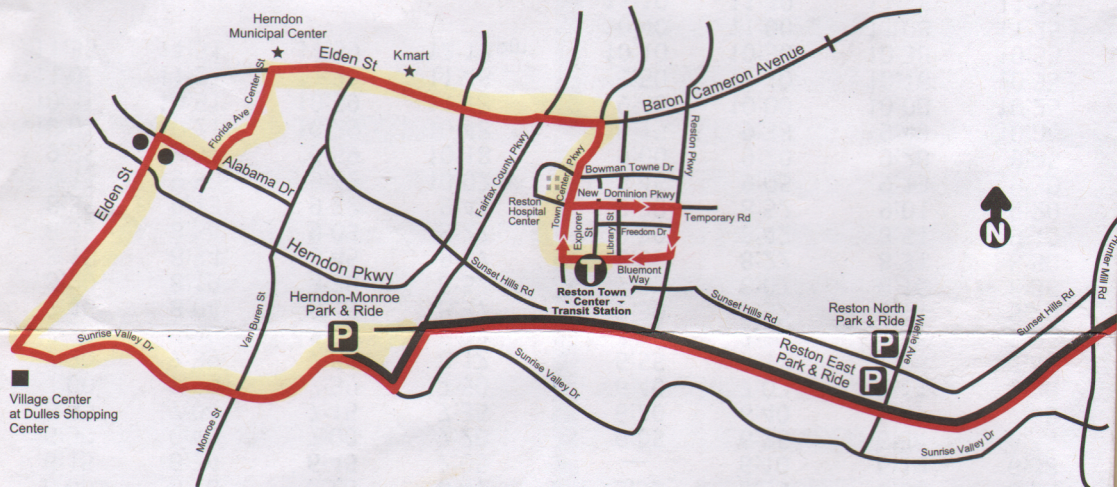 Herndon
Municipal Center
Kmart
Elden St
Center St
Florida Ave
Baron Cameron Avenue
Reston Pkwy
Fairfax County Pkwy
Alabama Dr
Elden St
Bowman Towne Dr
Town Center Pkwy
New Dominion Pkwy
Reston
Hospital
Center
Explorer
St
Library St
Temporary Rd
Freedom Dr
T
Bluemont
Way
Reston Town
Center
Transit Station
N
Herndon Pkwy
Sunset Hills Rd
Hunter Mill Rd
Van Buren St
Herndon-Monroe
Park & Ride
P
Sunset Hills Rd
Reston North
Park & Ride
P
Wiehle Ave
Sunset Hills Rd
Sunrise Valley Dr
Reston East
Park & Ride
P
Sunrise Valley Dr
Village Center
at Dulles Shopping
Center
Monroe St
Sunrise Valley Dr